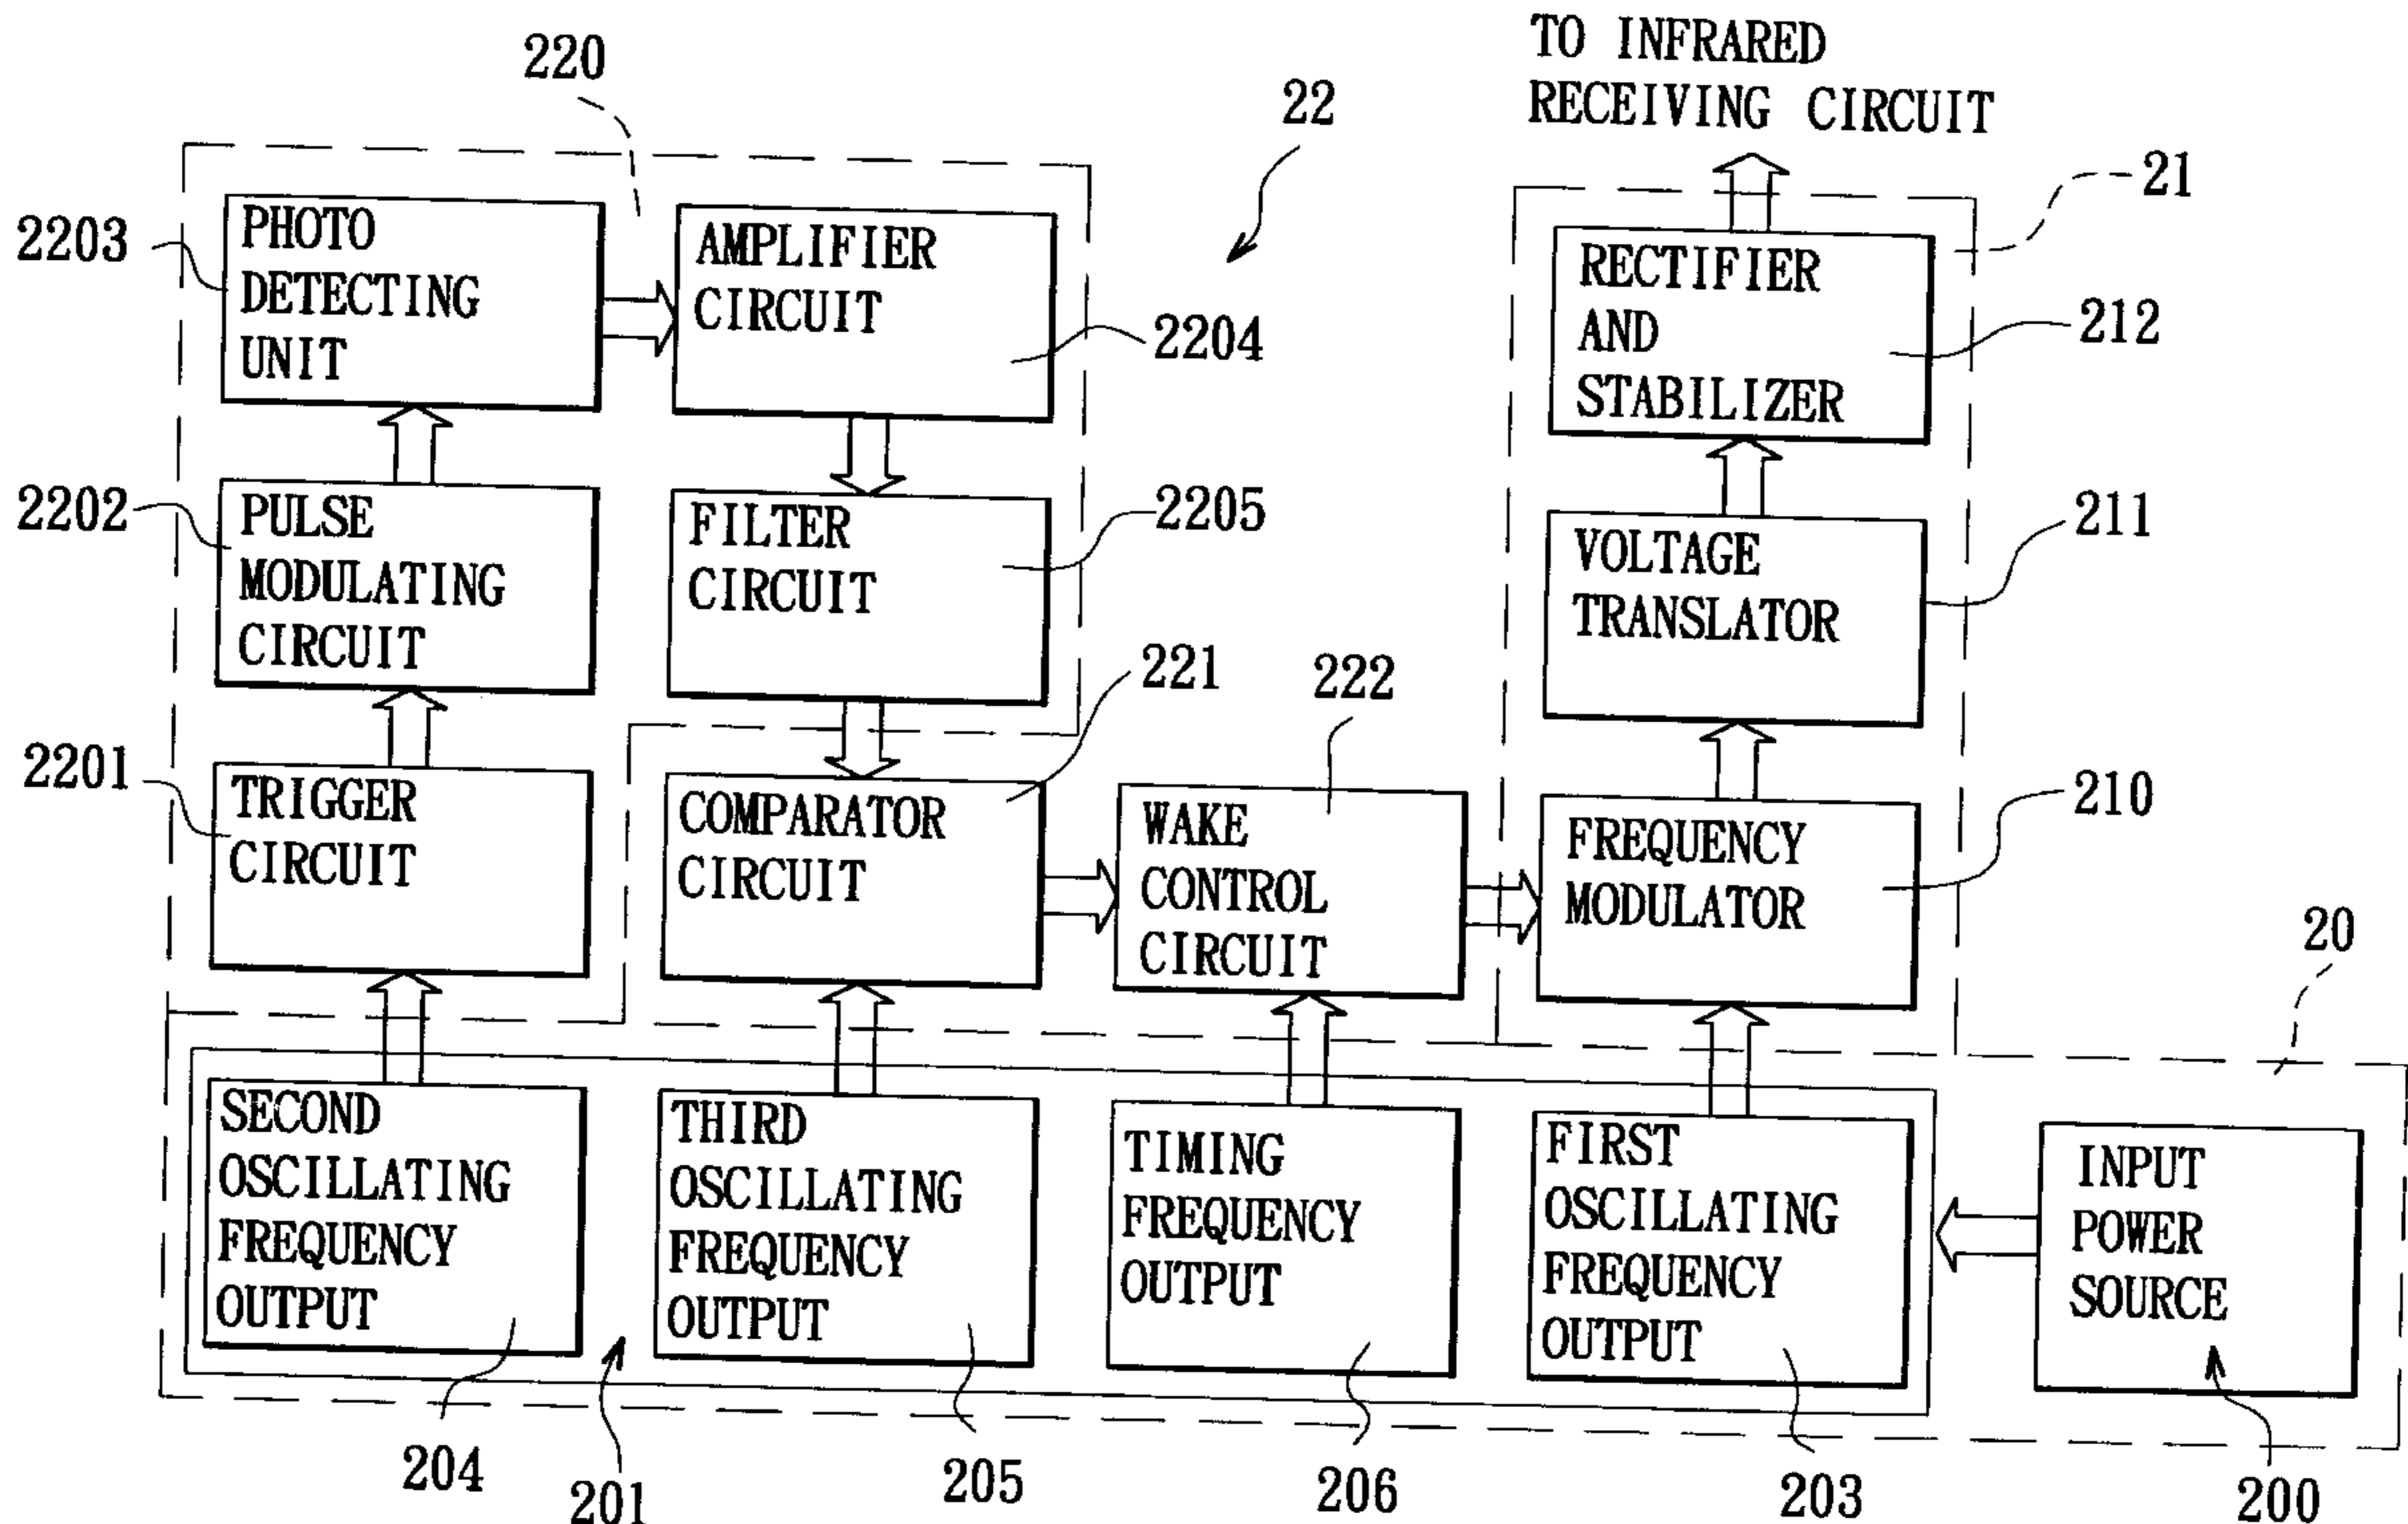 TO INFRARED
RECEIVING CIRCUIT
220
22
21
2203
PHOTO
DETECTING
UNIT
AMPLIFIER
CIRCUIT
2204
RECTIFIER
AND
STABILIZER
212
2202
PULSE
MODULATING
CIRCUIT
FILTER
CIRCUIT
2205
VOLTAGE
TRANSLATOR
211
221
222
2201
TRIGGER
CIRCUIT
COMPARATOR
CIRCUIT
WAKE
CONTROL
CIRCUIT
FREQUENCY
MODULATOR
210
20
SECOND
OSCILLATING
FREQUENCY
OUTPUT
THIRD
OSCILLATING
FREQUENCY
OUTPUT
TIMING
FREQUENCY
OUTPUT
FIRST
OSCILLATING
FREQUENCY
OUTPUT
INPUT
POWER
SOURCE
204
201
205
206
203
200